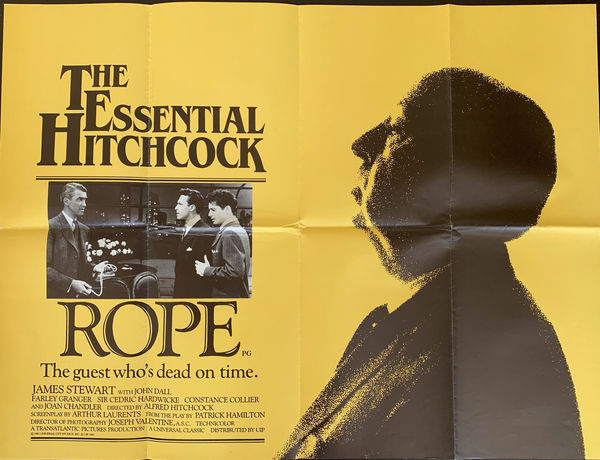 THE
ESSENTIAL
HITCHCOCK
ROPE
PG
The guest who's dead on time.
JAMES STEWART WITH JOHN DALL
FARLEY GRANGER SIR CEDRIC HARDWICKE CONSTANCE COLLIER
AND JOAN CHANDLER DIRECTED BY ALFRED HITCHCOCK
SCREENPLAY BY ARTHUR LAURENTS FROM THE PLAY BY PATRICK HAMILTON
DIRECTOR OF PHOTOGRAPHY JOSEPH VALENTINE, A.S.C. TECHNICOLOR
A TRANSATLANTIC PICTURES PRODUCTION A UNIVERSAL CLASSIC DISTRIBUTED BY UIP